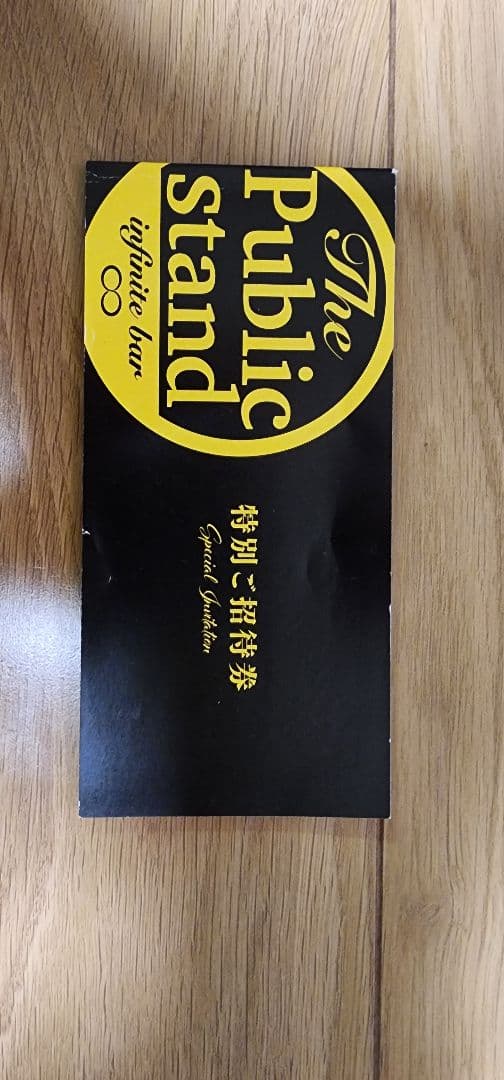 The
Public
stand
infinite bar
∞
特別ご招待券
Special Invitation